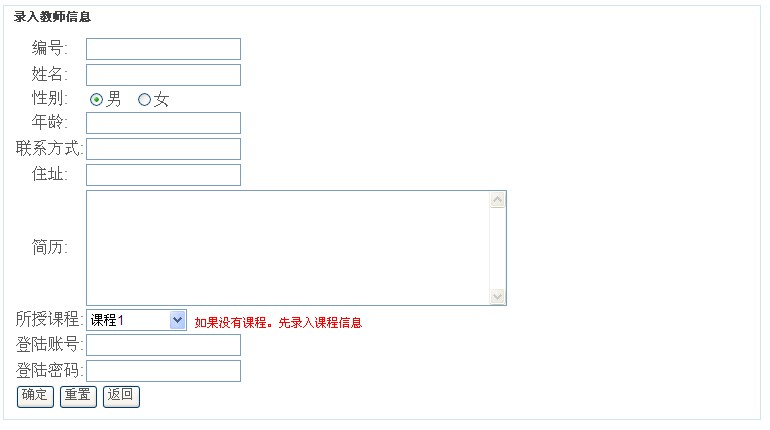 录入教师信息
编号:
姓名:
性别: 男 女
年龄:
联系方式:
住址:
简历:
所授课程: 课程1 如果没有课程。先录入课程信息
登陆账号:
登陆密码:
确定 重置 返回